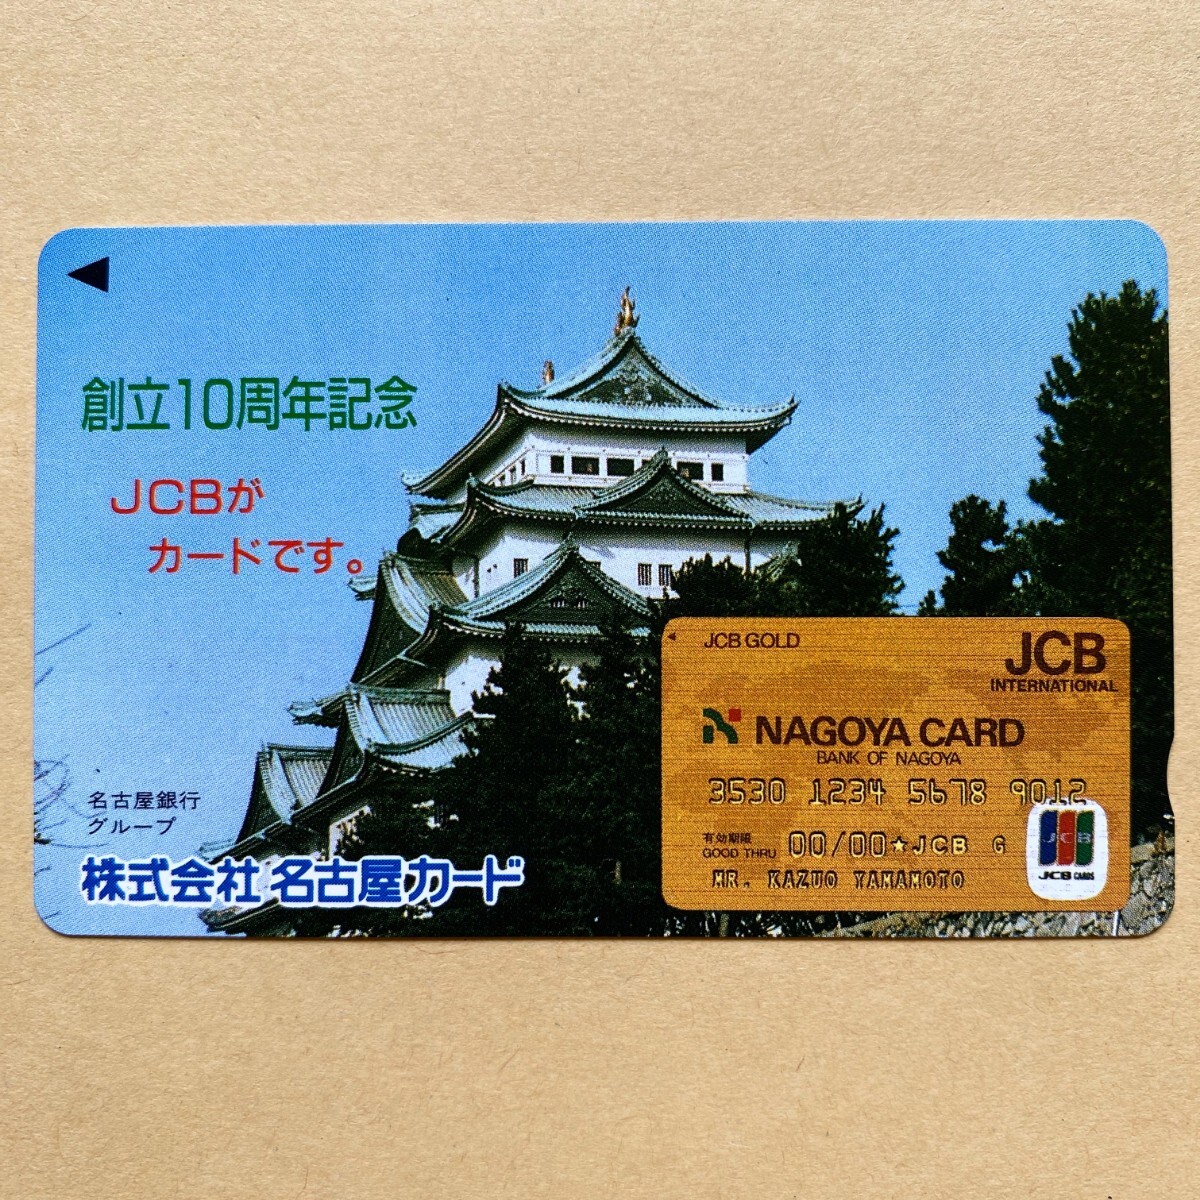 創立10周年記念
JCBが
カードです。
名古屋銀行
グループ
株式会社 名古屋カード
JCB GOLD
JCB
INTERNATIONAL
NAGOYA CARD
BANK OF NAGOYA
3530 1234 5678 9012
有効期限
GOOD THRU 00/00★JCB G
MR. KAZUO YAMAMOTO
JCB
JCB CARDS